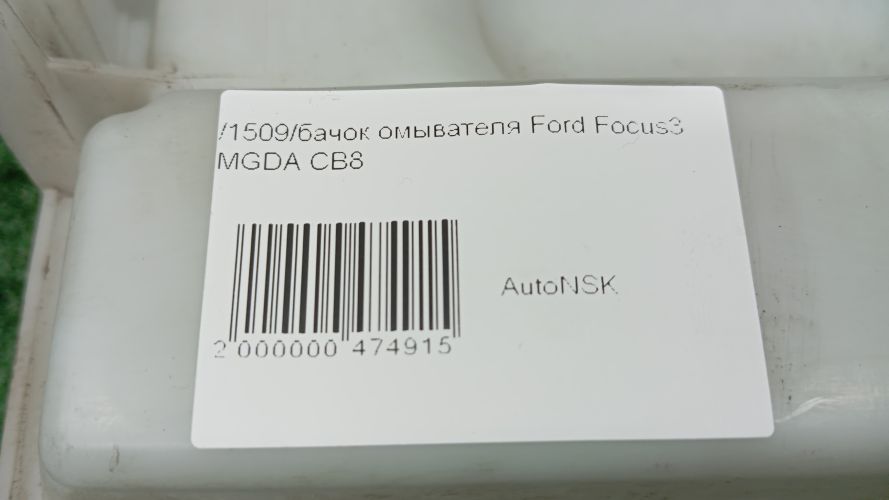 /1509/бачок омывателя Ford Focus3
MGDA CB8
AutoNSK
2 000000 474915